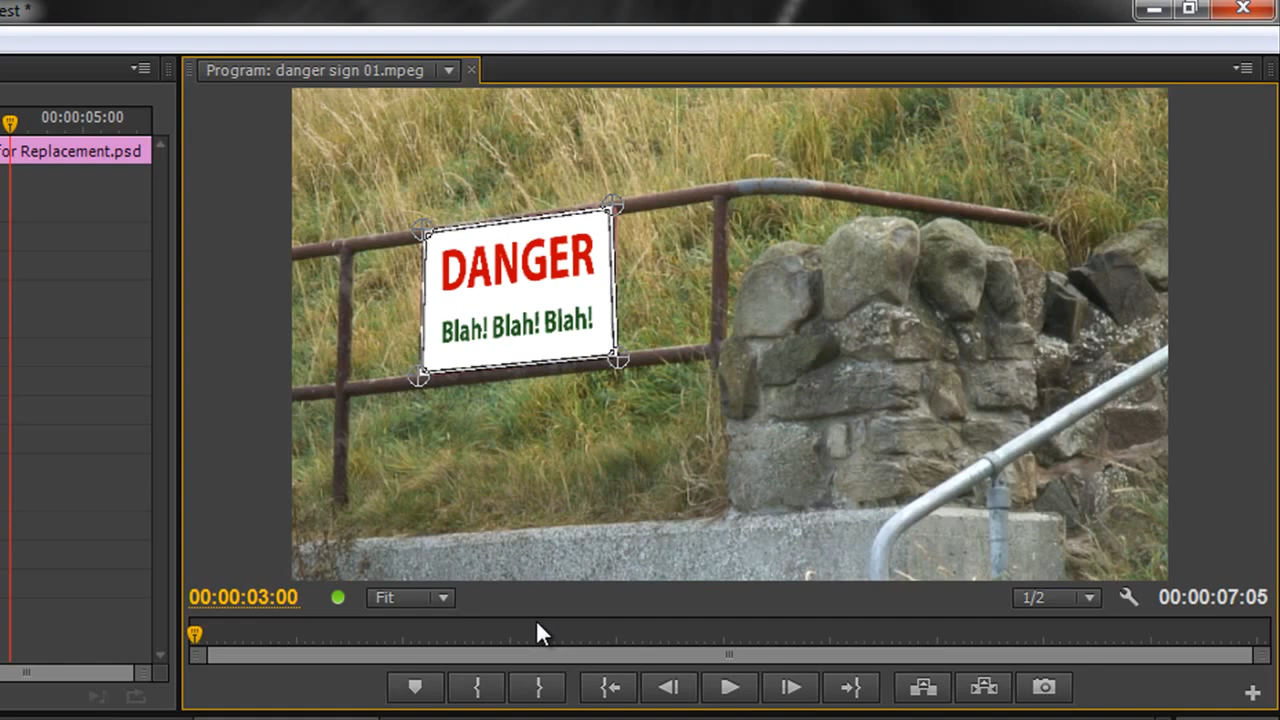 est *
Program: danger sign 01.mpeg
00:00:05:00
for Replacement.psd
DANGER
Blah! Blah! Blah!
00:00:03:00
Fit
1/2
00:00:07:05